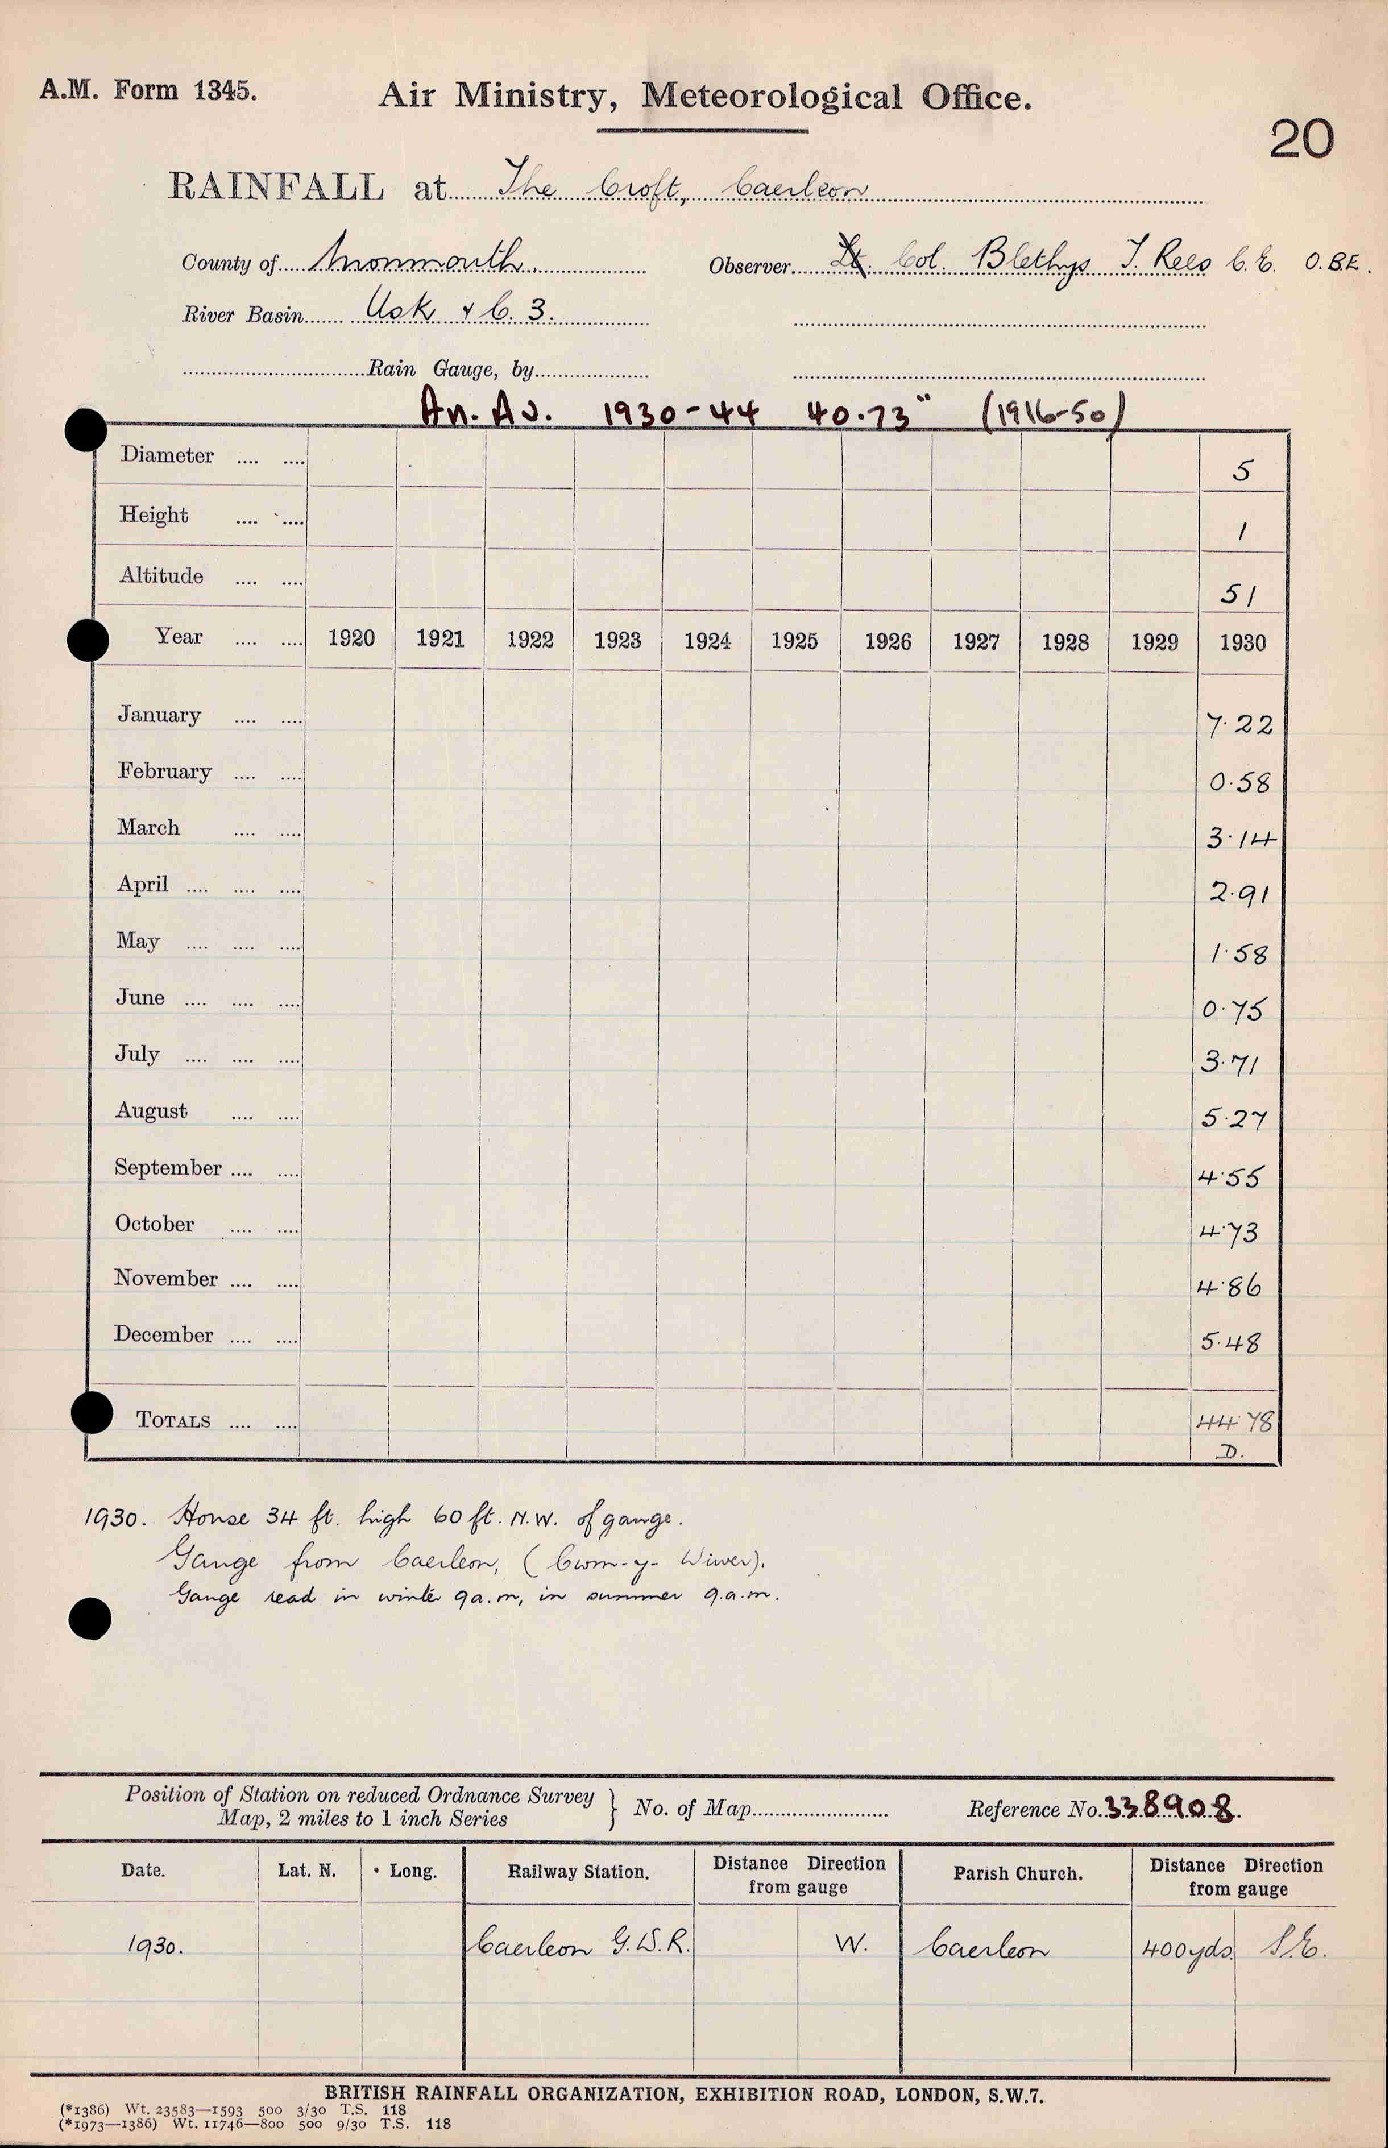 A.M. Form 1345.
Air Ministry, Meteorological Office.
20
RAINFALL at The Croft, Caerleon
County of Monmouth. Observer Lt. Col. Blethys T. Rees C.E. O.B.E.
River Basin Usk & C. 3.
Rain Gauge, by
An. Av. 1930-44 40.73" (1916-50)
Diameter .... .... 5
Height .... .... 1
Altitude .... .... 51
Year .... .... 1920 1921 1922 1923 1924 1925 1926 1927 1928 1929 1930
January .... .... 7.22
February .... .... 0.58
March .... .... 3.14
April .... .... .... 2.91
May .... .... .... 1.58
June .... .... .... 0.75
July .... .... .... 3.71
August .... .... 5.27
September .... .... 4.55
October .... .... 4.73
November .... .... 4.86
December .... .... 5.48
TOTALS .... .... 44.78
D.
1930. House 34 ft. high 60 ft. N.W. of gauge.
Gauge from Caerleon, (Cwm-y-Wiwer).
Gauge read in winter 9a.m, in summer 9.a.m.
Position of Station on reduced Ordnance Survey
Map, 2 miles to 1 inch Series } No. of Map Reference No. 338908.
Date. Lat. N. Long. Railway Station. Distance Direction from gauge Parish Church. Distance Direction from gauge
1930. Caerleon G.W.R. W. Caerleon 400yds. S.E.
BRITISH RAINFALL ORGANIZATION, EXHIBITION ROAD, LONDON, S.W.7.
(*1386) Wt. 23583—1593 500 3/30 T.S. 118
(*1973—1386) Wt. 11746—800 500 9/30 T.S. 118